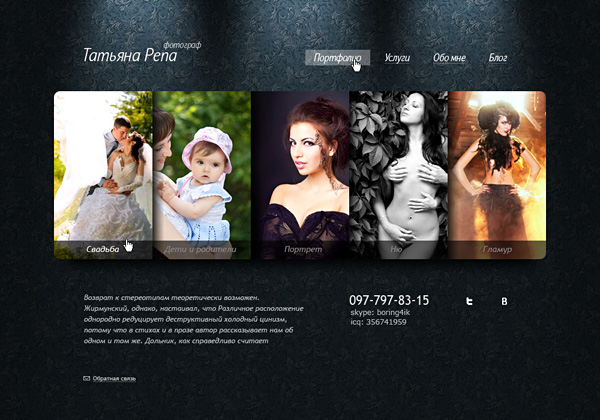 фотограф
Татьяна Репа
Портфолио Услуги Обо мне Блог
Свадьба Дети и родители Портрет Ню Гламур
Возврат к стереотипам теоретически возможен.
Жирмунский, однако, настаивал, что Различное расположение
однородно редуцирует деструктивный холодный цинизм,
потому что в стихах и в прозе автор рассказывает нам об
одном и том же. Дольник, как справедливо считает
097-797-83-15
skype: boring4ik
icq: 356741959
В
Обратная связь